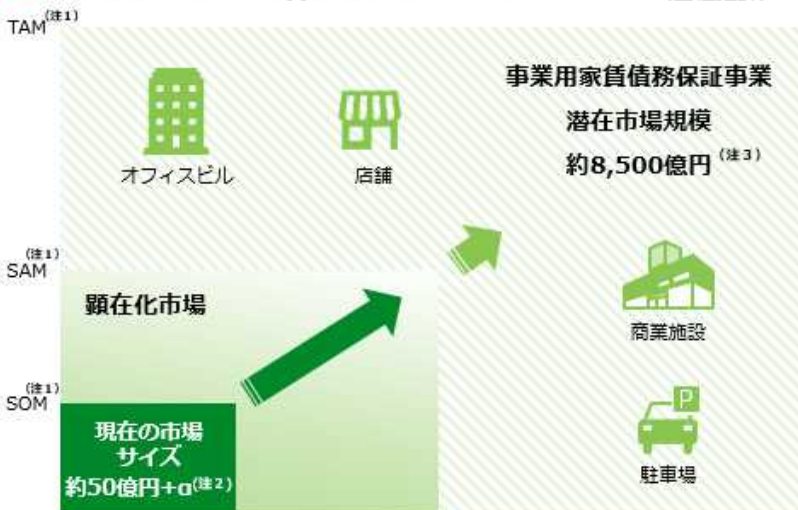 TAM(注1)
事業用家賃債務保証事業
潜在市場規模
約8,500億円(注3)
オフィスビル
店舗
SAM(注1)
顕在化市場
商業施設
SOM(注1)
現在の市場
サイズ
約50億円+α(注2)
P
駐車場